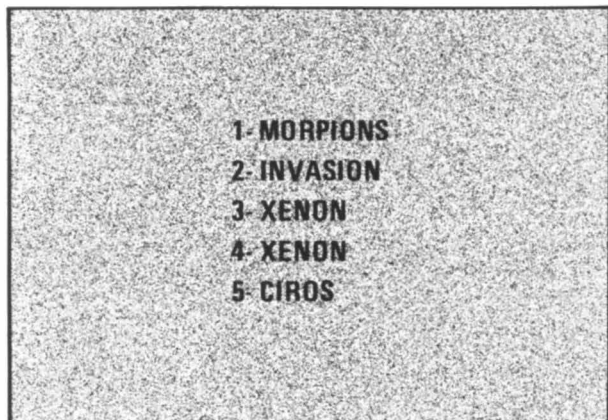 1- MORPIONS
2- INVASION
3- XENON
4- XENON
5- CIROS